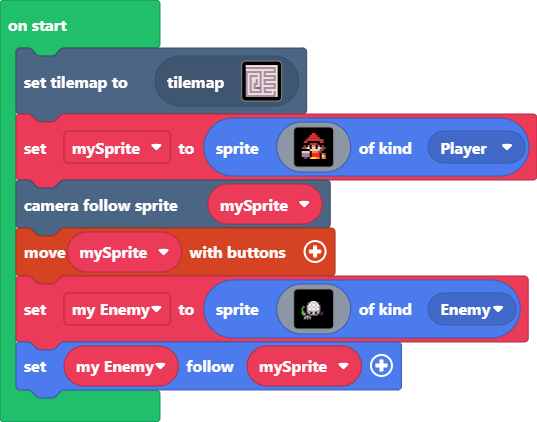 on start
set tilemap to tilemap
set mySprite to sprite of kind Player
camera follow sprite mySprite
move mySprite with buttons
set my Enemy to sprite of kind Enemy
set my Enemy follow mySprite